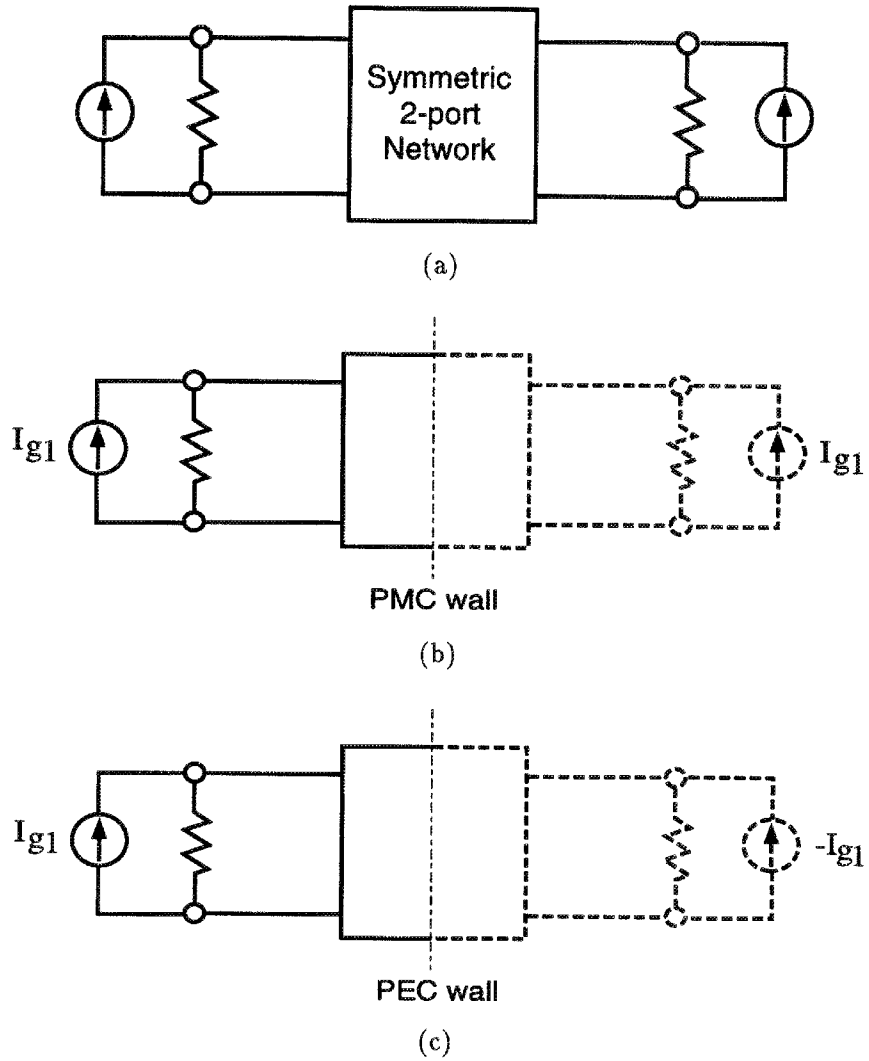 Symmetric
2-port
Network
(a)
Ig1
Ig1
PMC wall
(b)
Ig1
-Ig1
PEC wall
(c)